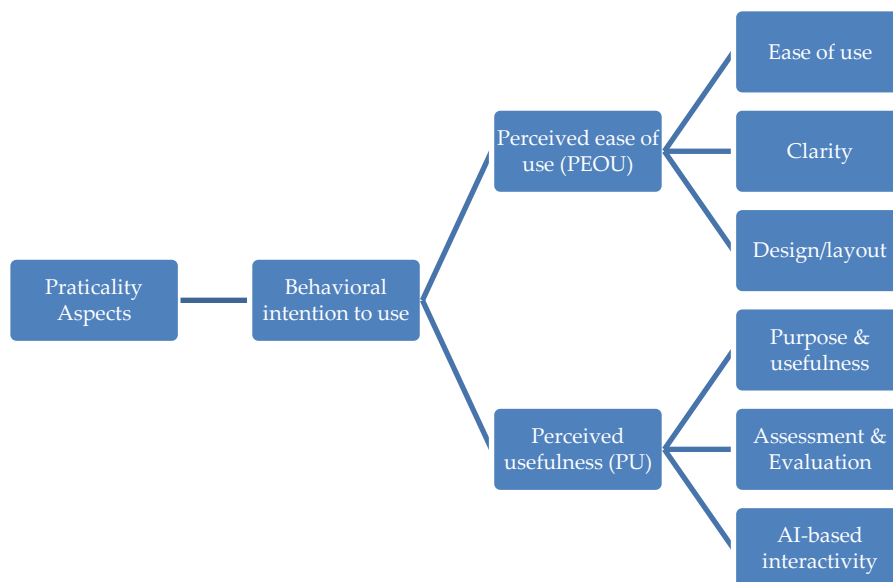 Praticality
Aspects
Behavioral
intention to use
Perceived ease of
use (PEOU)
Ease of use
Clarity
Design/layout
Perceived
usefulness (PU)
Purpose &
usefulness
Assessment &
Evaluation
AI-based
interactivity